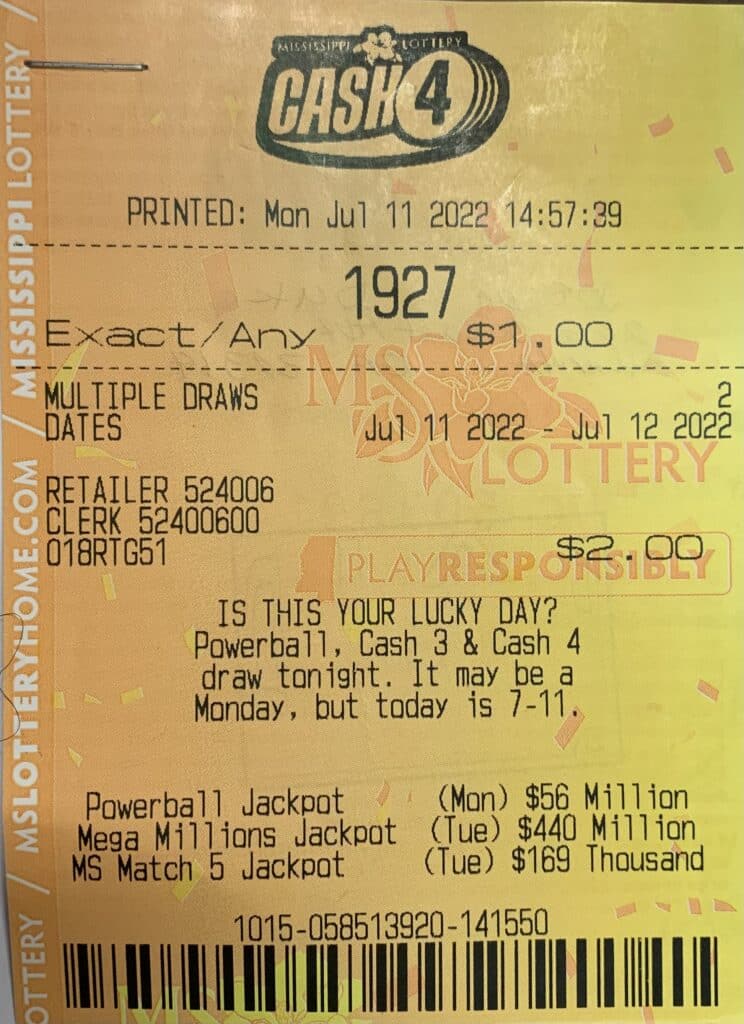 MISSISSIPPI LOTTERY
CASH 4
PRINTED: Mon Jul 11 2022 14:57:39
1927
Exact/Any $1.00
MS
LOTTERY
MULTIPLE DRAWS 2
DATES Jul 11 2022 - Jul 12 2022
RETAILER 524006
CLERK 52400600
018RTG51 $2.00
PLAYRESPONSIBLY
IS THIS YOUR LUCKY DAY?
Powerball, Cash 3 & Cash 4
draw tonight. It may be a
Monday, but today is 7-11.
Powerball Jackpot (Mon) $56 Million
Mega Millions Jackpot (Tue) $440 Million
MS Match 5 Jackpot (Tue) $169 Thousand
1015-058513920-141550
OTTERY / MSLOTTERYHOME.COM / MISSISSIPPI LOTTERY /